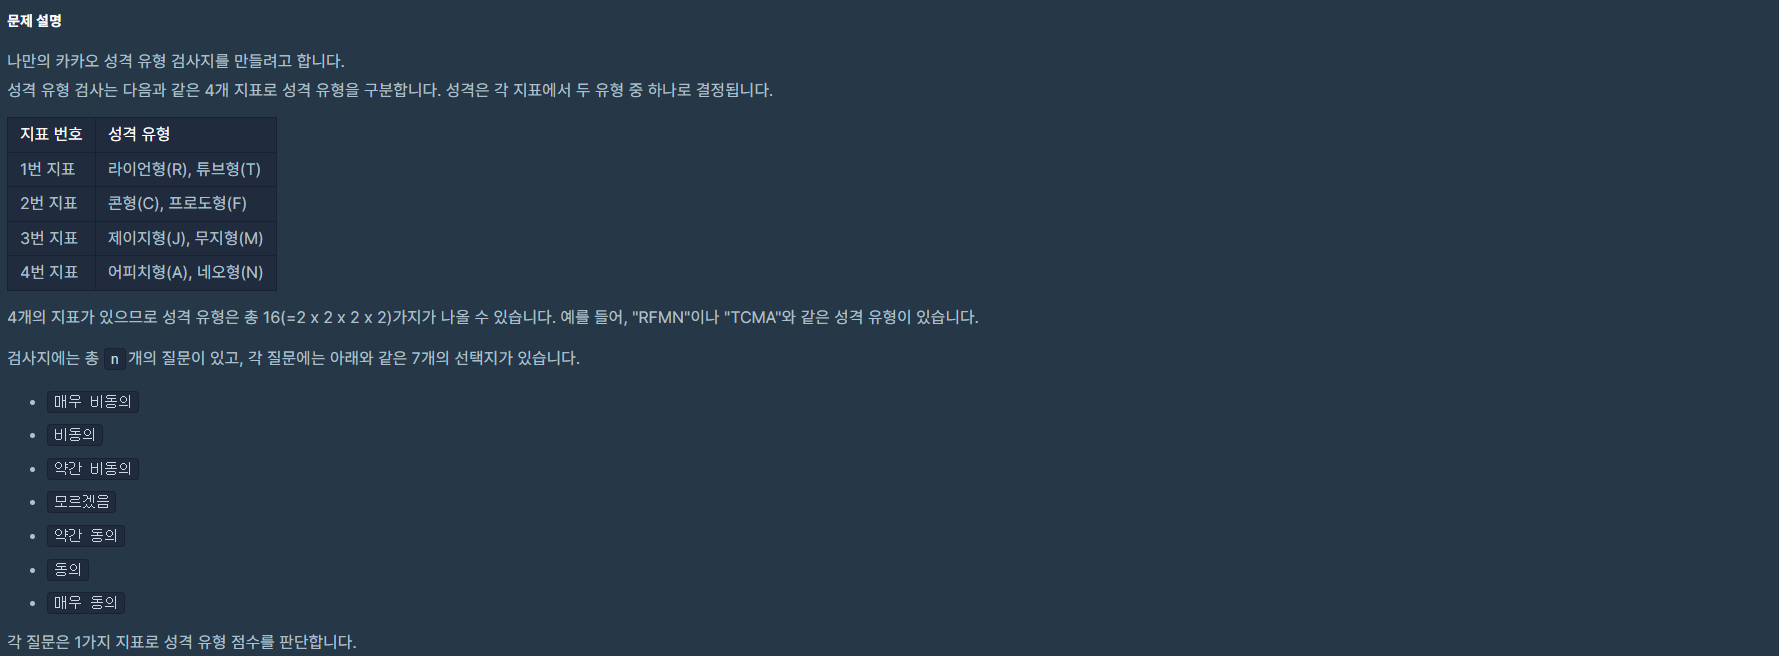 문제 설명
나만의 카카오 성격 유형 검사지를 만들려고 합니다.
성격 유형 검사는 다음과 같은 4개 지표로 성격 유형을 구분합니다. 성격은 각 지표에서 두 유형 중 하나로 결정됩니다.
지표 번호 성격 유형
1번 지표 라이언형(R), 튜브형(T)
2번 지표 콘형(C), 프로도형(F)
3번 지표 제이지형(J), 무지형(M)
4번 지표 어피치형(A), 네오형(N)
4개의 지표가 있으므로 성격 유형은 총 16(=2 x 2 x 2 x 2)가지가 나올 수 있습니다. 예를 들어, "RFMN"이나 "TCMA"와 같은 성격 유형이 있습니다.
검사지에는 총 n개의 질문이 있고, 각 질문에는 아래와 같은 7개의 선택지가 있습니다.
• 매우 비동의
• 비동의
• 약간 비동의
• 모르겠음
• 약간 동의
• 동의
• 매우 동의
각 질문은 1가지 지표로 성격 유형 점수를 판단합니다.